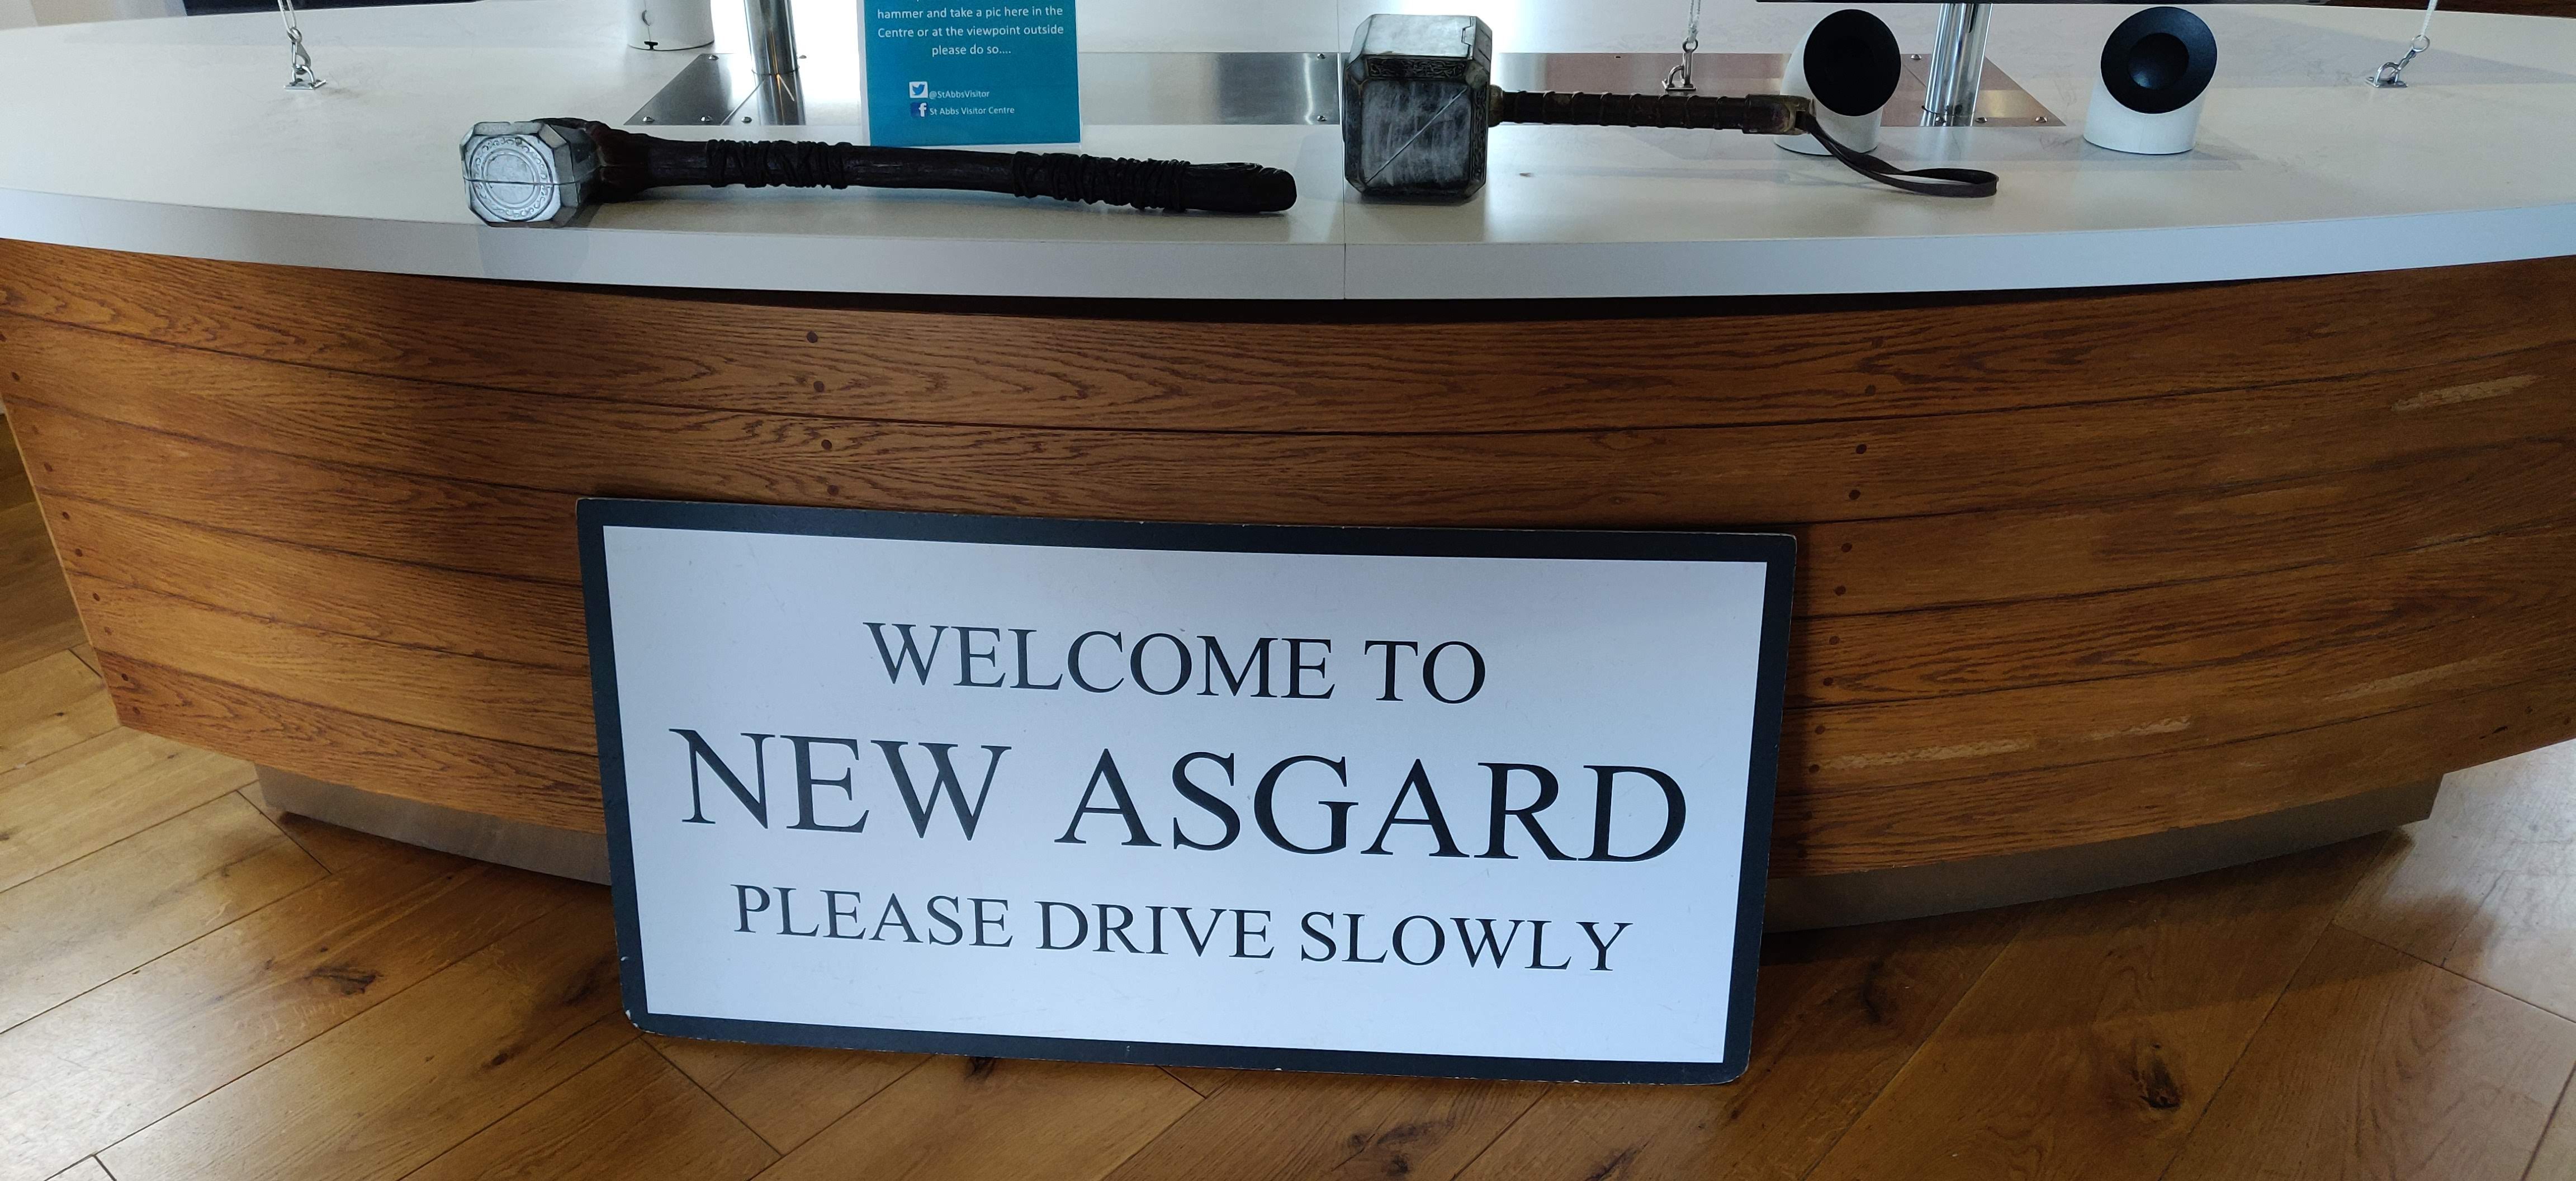 hammer and take a pic here in the
Centre or at the viewpoint outside
please do so....
@StAbbsVisitor
St Abbs Visitor Centre
WELCOME TO
NEW ASGARD
PLEASE DRIVE SLOWLY